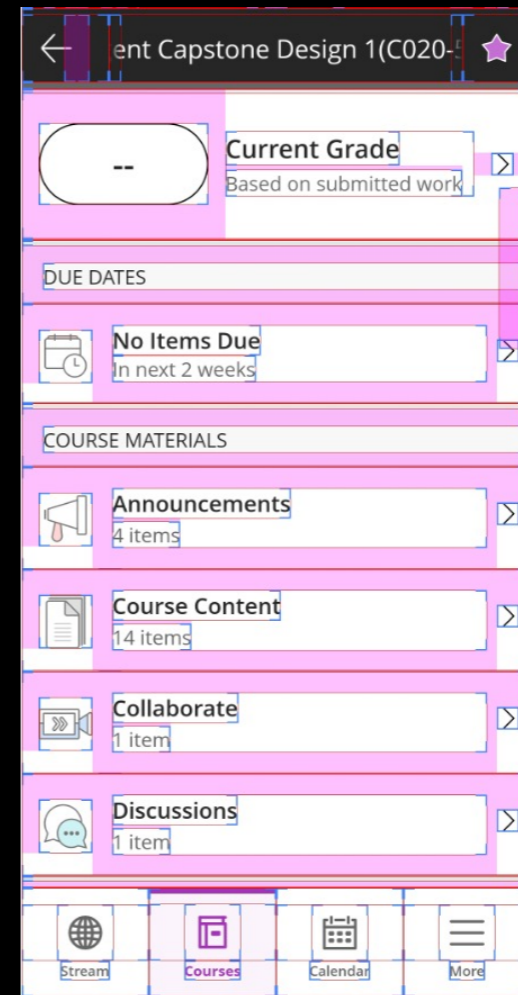 ent Capstone Design 1(C020-
--
Current Grade
Based on submitted work
DUE DATES
No Items Due
In next 2 weeks
COURSE MATERIALS
Announcements
4 items
Course Content
14 items
Collaborate
1 item
Discussions
1 item
Stream
Courses
Calendar
More